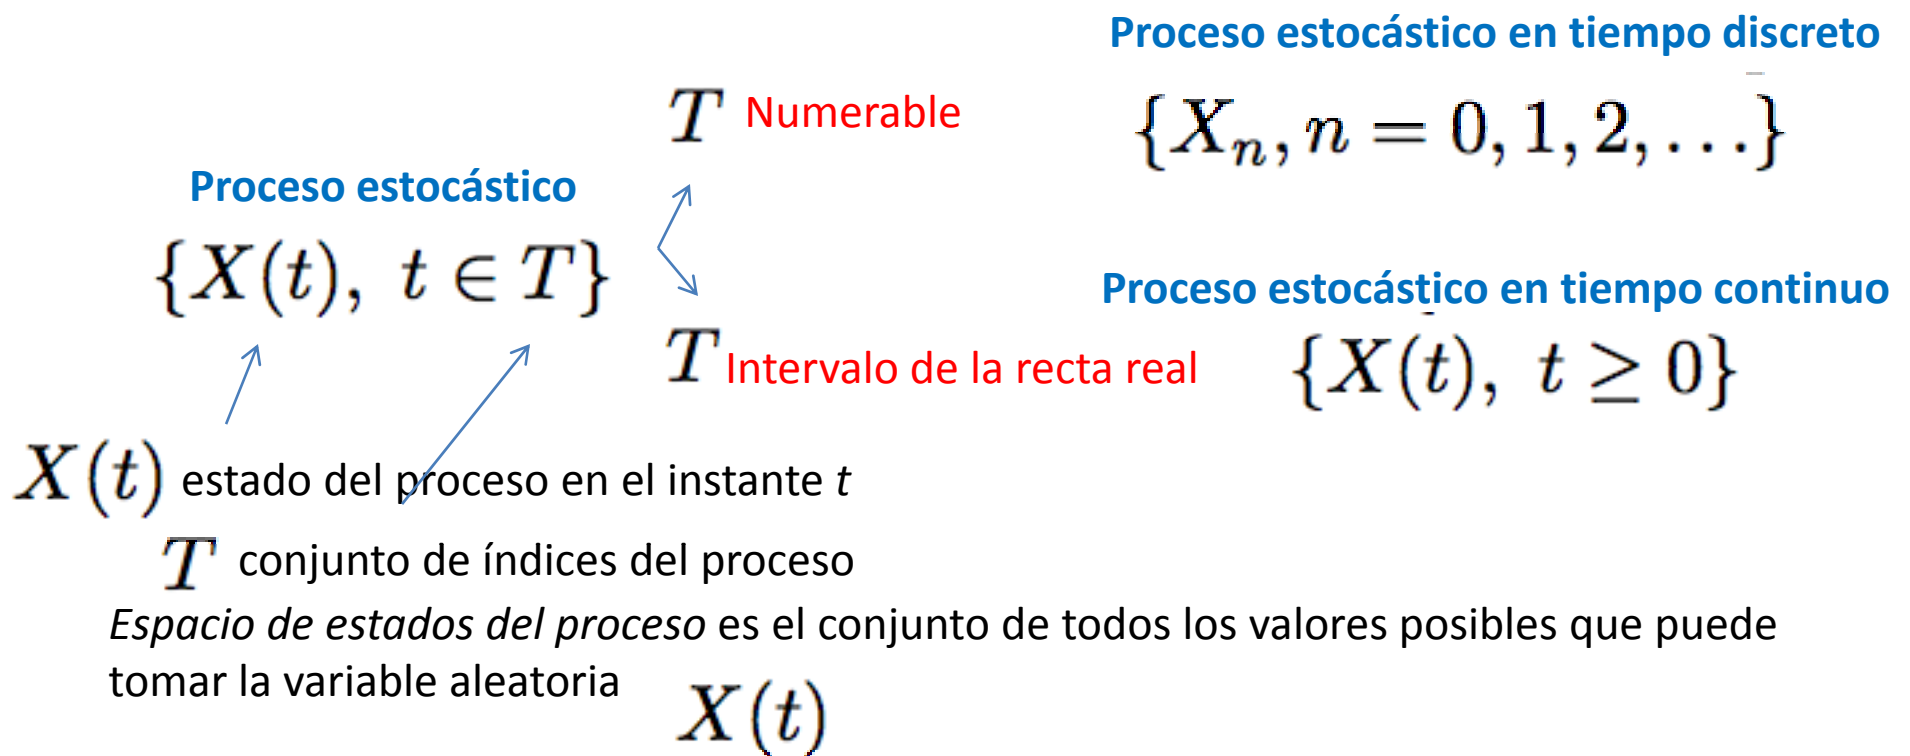 Proceso estocástico en tiempo discreto
T Numerable
{X_n, n = 0, 1, 2, ...}
Proceso estocástico
{X(t), t ∈ T}
Proceso estocástico en tiempo continuo
T Intervalo de la recta real
{X(t), t ≥ 0}
X(t) estado del proceso en el instante t
T conjunto de índices del proceso
Espacio de estados del proceso es el conjunto de todos los valores posibles que puede
tomar la variable aleatoria X(t)